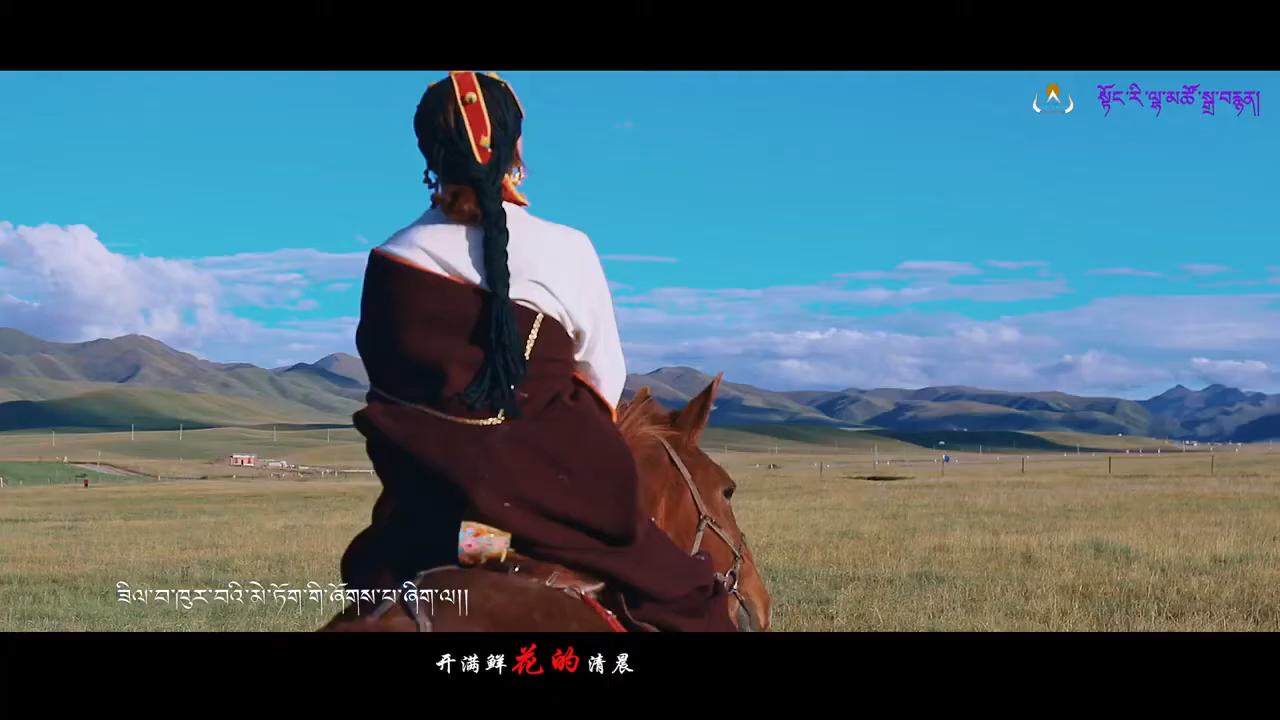 སྟོང་རི་ལྷ་མཚོ་སྒྲ་བརྙན།
ཟིལ་བ་ཁུར་བའི་མེ་ཏོག་གི་ཞོགས་པ་ཞིག་ལ།།
开满鲜花的清晨